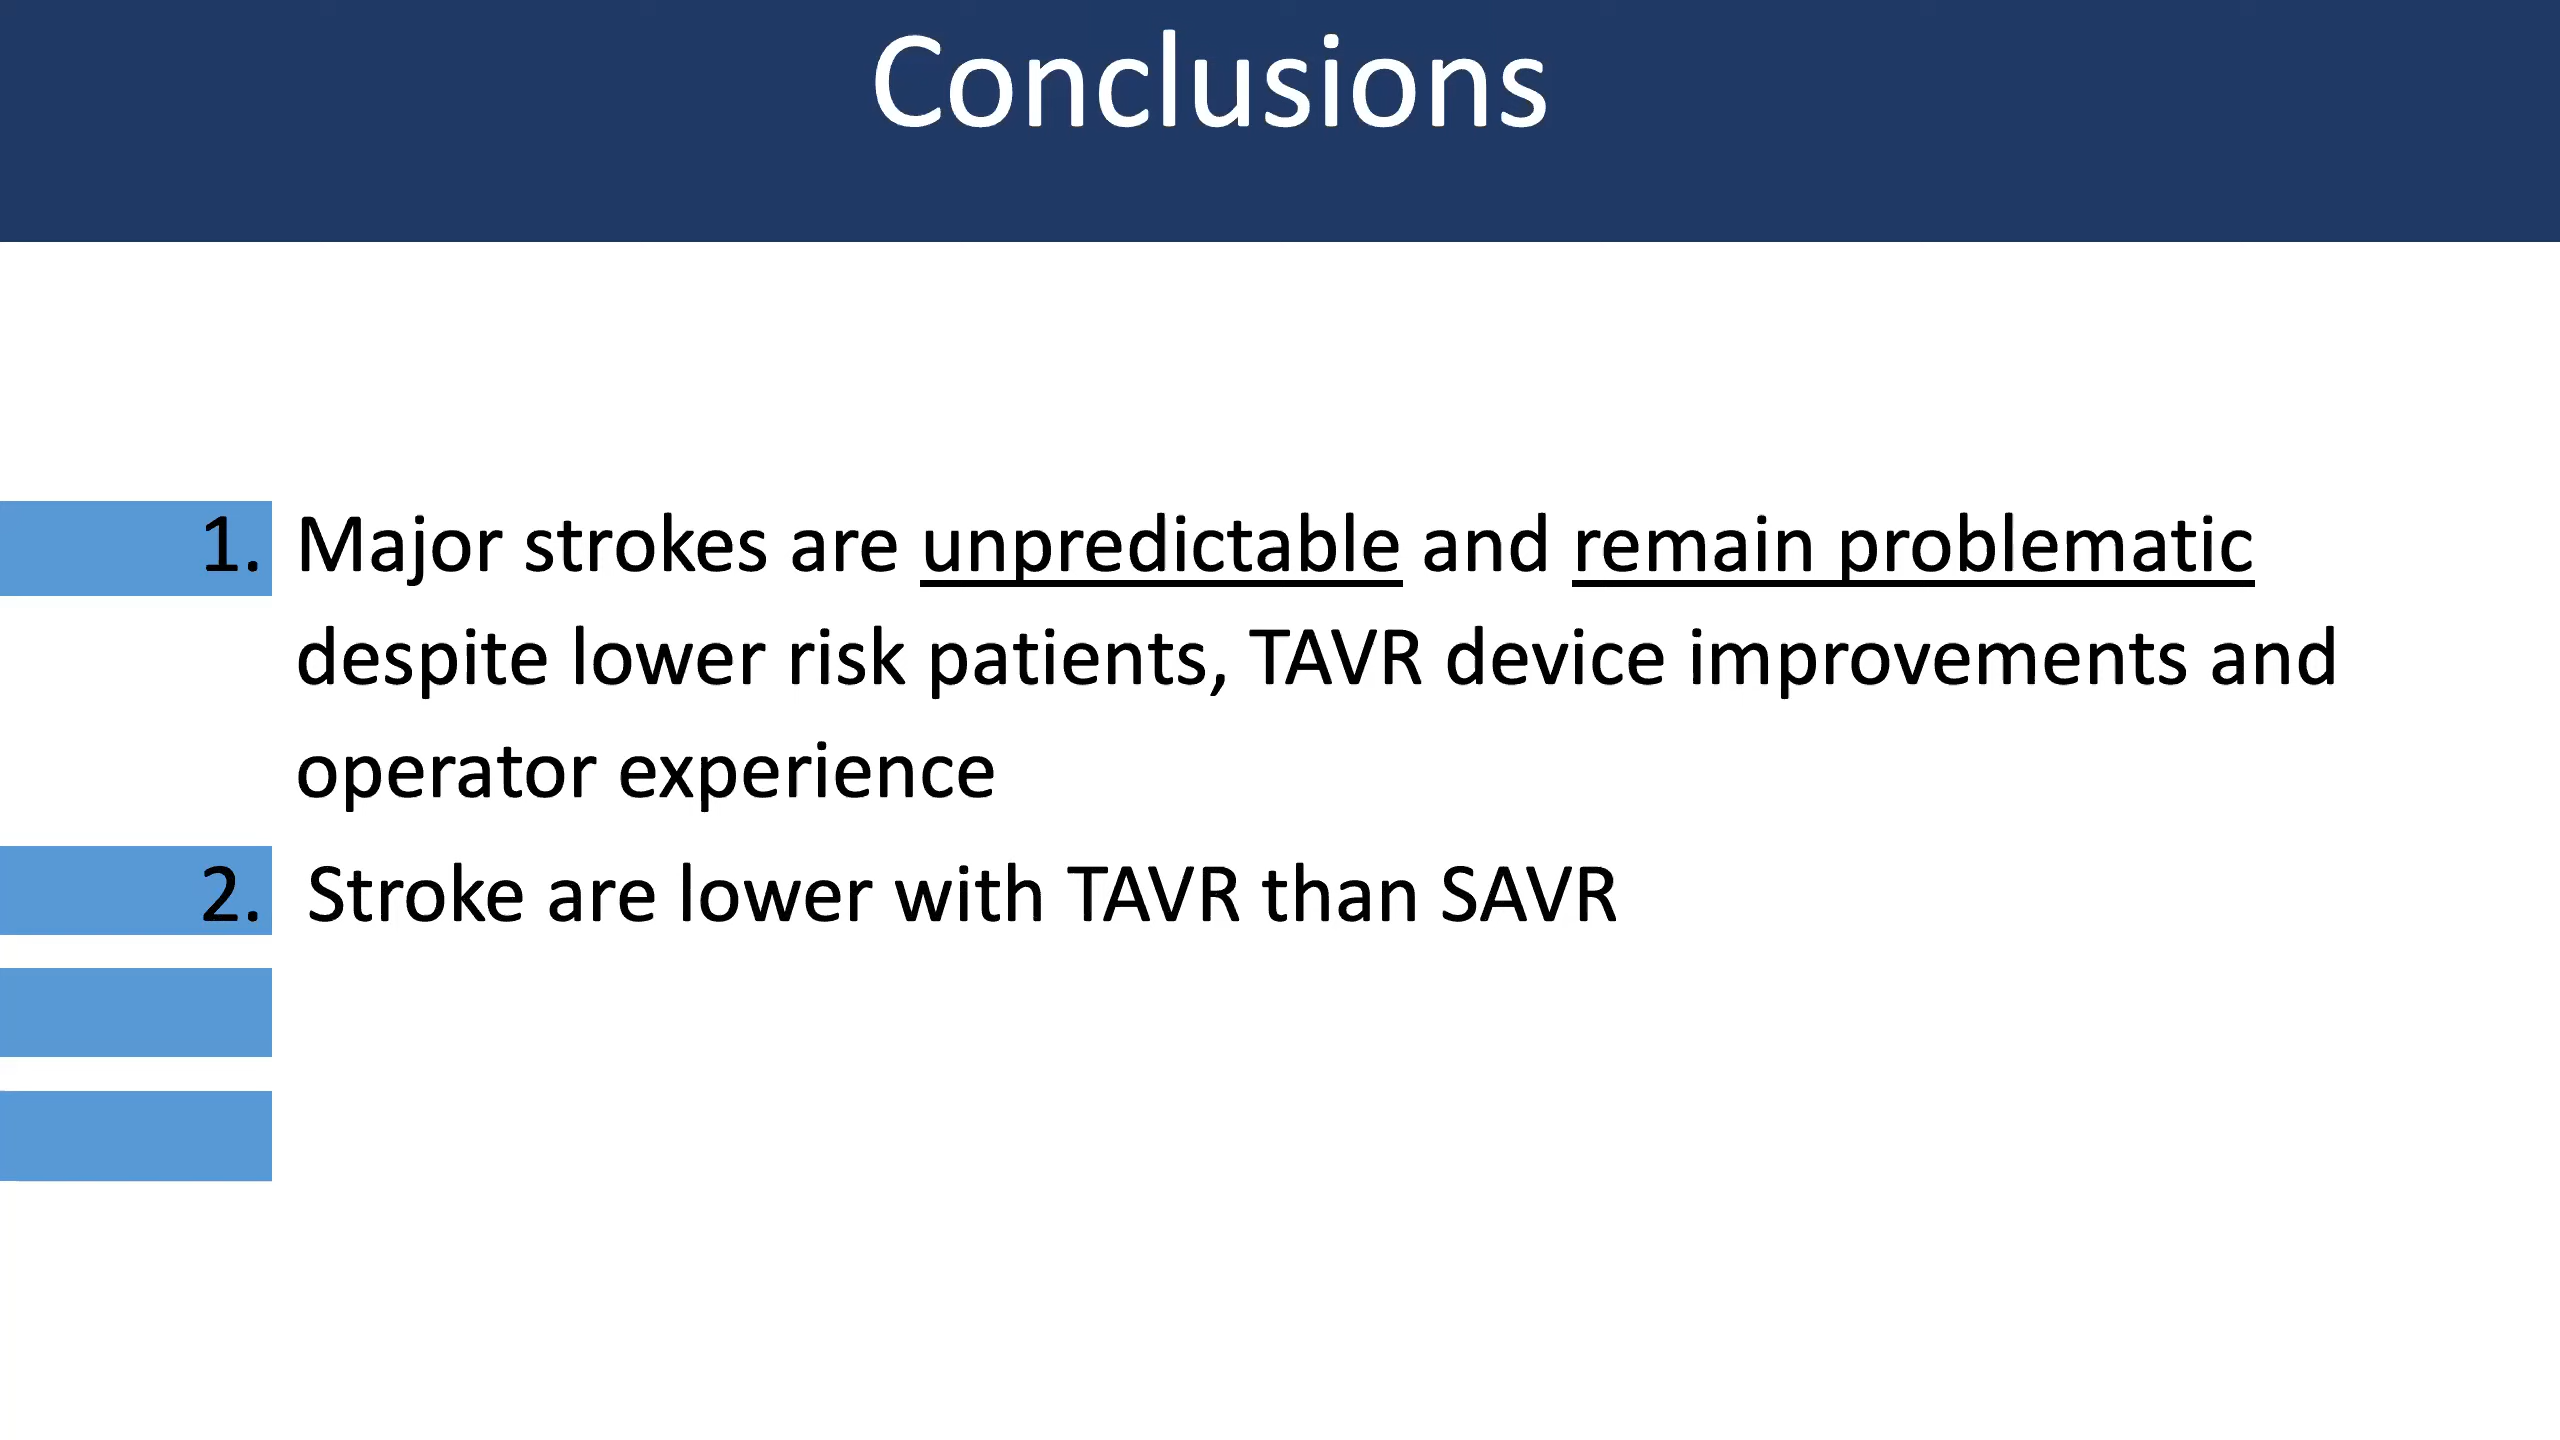 Conclusions
1. Major strokes are unpredictable and remain problematic
despite lower risk patients, TAVR device improvements and
operator experience
2. Stroke are lower with TAVR than SAVR